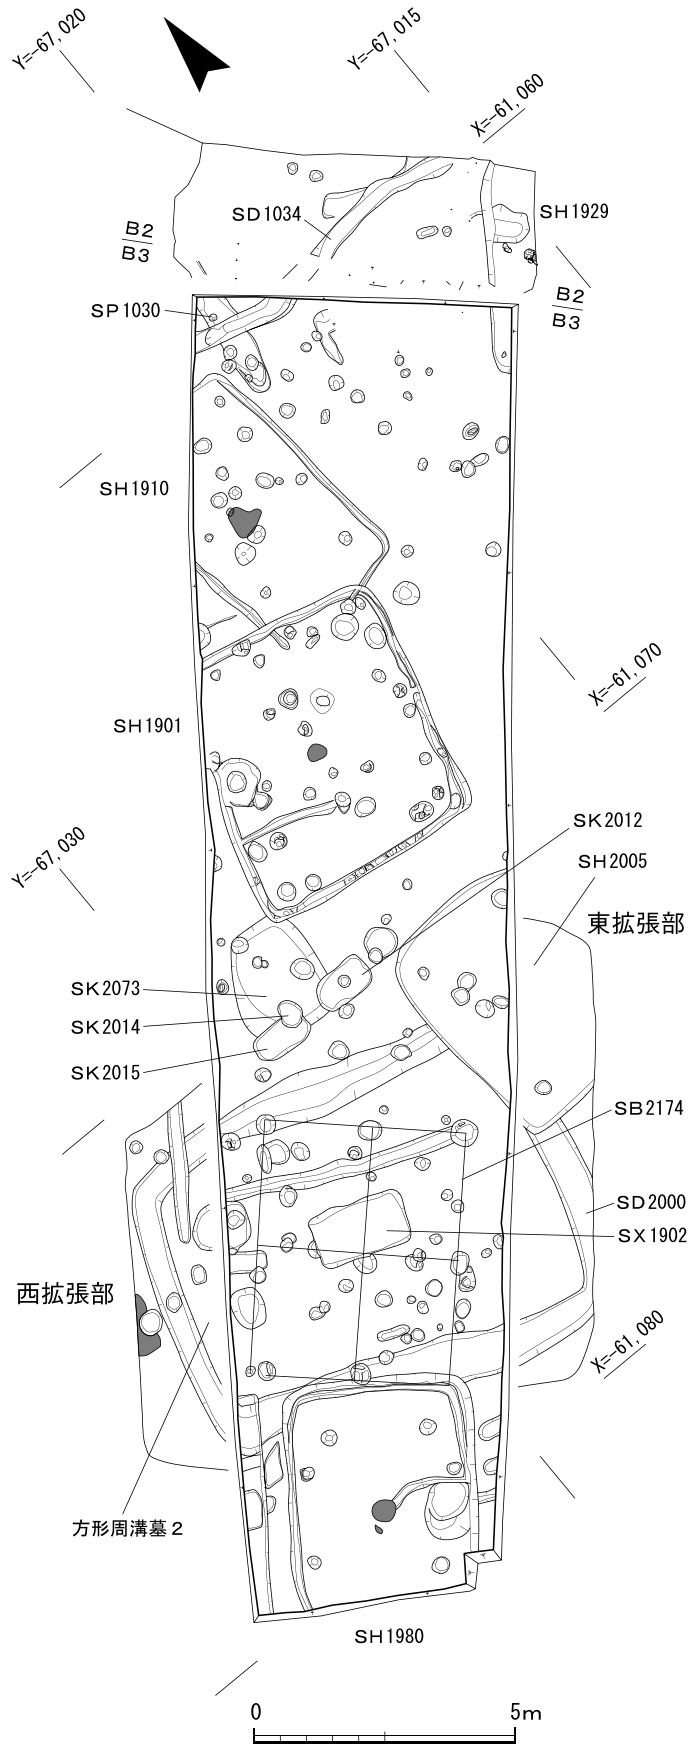 Y=-67,020
Y=-67,015
X=-61,060
SD1034
SH1929
B2
B3
B2
B3
SP1030
SH1910
X=-61,070
SH1901
SK2012
Y=-67,030
SH2005
東拡張部
SK2073
SK2014
SK2015
SB2174
SD2000
SX1902
西拡張部
X=-61,080
方形周溝墓2
SH1980
0 5m